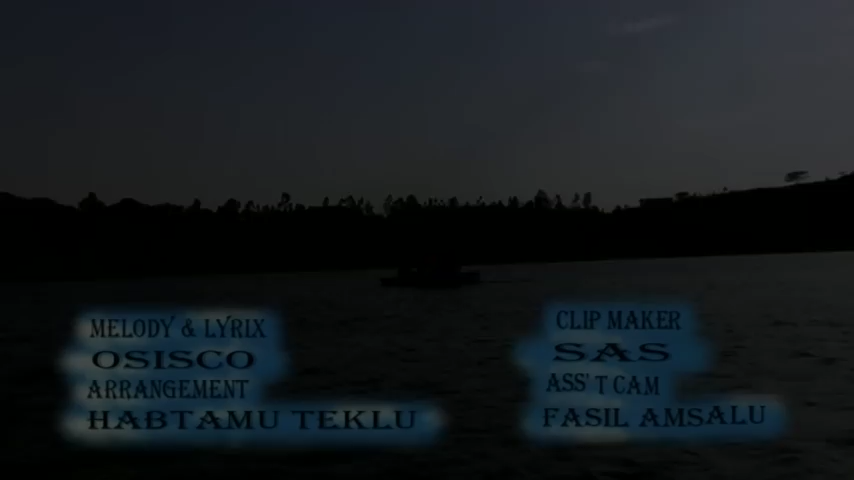 MELODY & LYRIX
OSISCO
ARRANGEMENT
HABTAMU TEKLU
CLIP MAKER
SAS
ASS'T CAM
FASIL AMSALU